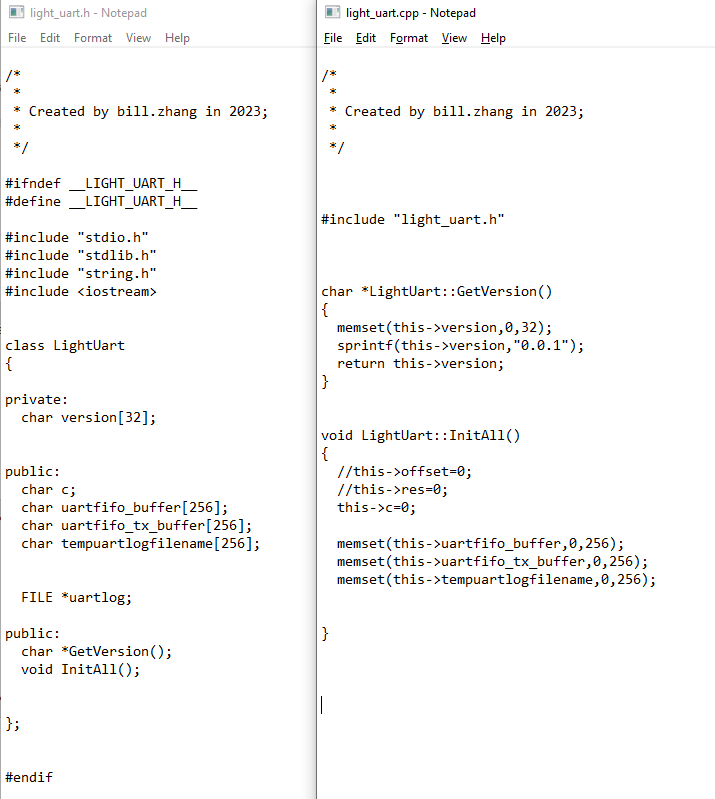 light_uart.h - Notepad
File Edit Format View Help
/*
 *
 * Created by bill.zhang in 2023;
 *
 */
#ifndef __LIGHT_UART_H__
#define __LIGHT_UART_H__
#include "stdio.h"
#include "stdlib.h"
#include "string.h"
#include <iostream>
class LightUart
{
private:
  char version[32];
public:
  char c;
  char uartfifo_buffer[256];
  char uartfifo_tx_buffer[256];
  char tempuartlogfilename[256];
  FILE *uartlog;
public:
  char *GetVersion();
  void InitAll();
};
#endif
light_uart.cpp - Notepad
File Edit Format View Help
/*
 *
 * Created by bill.zhang in 2023;
 *
 */
#include "light_uart.h"
char *LightUart::GetVersion()
{
  memset(this->version,0,32);
  sprintf(this->version,"0.0.1");
  return this->version;
}
void LightUart::InitAll()
{
  //this->offset=0;
  //this->res=0;
  this->c=0;
  memset(this->uartfifo_buffer,0,256);
  memset(this->uartfifo_tx_buffer,0,256);
  memset(this->tempuartlogfilename,0,256);
}